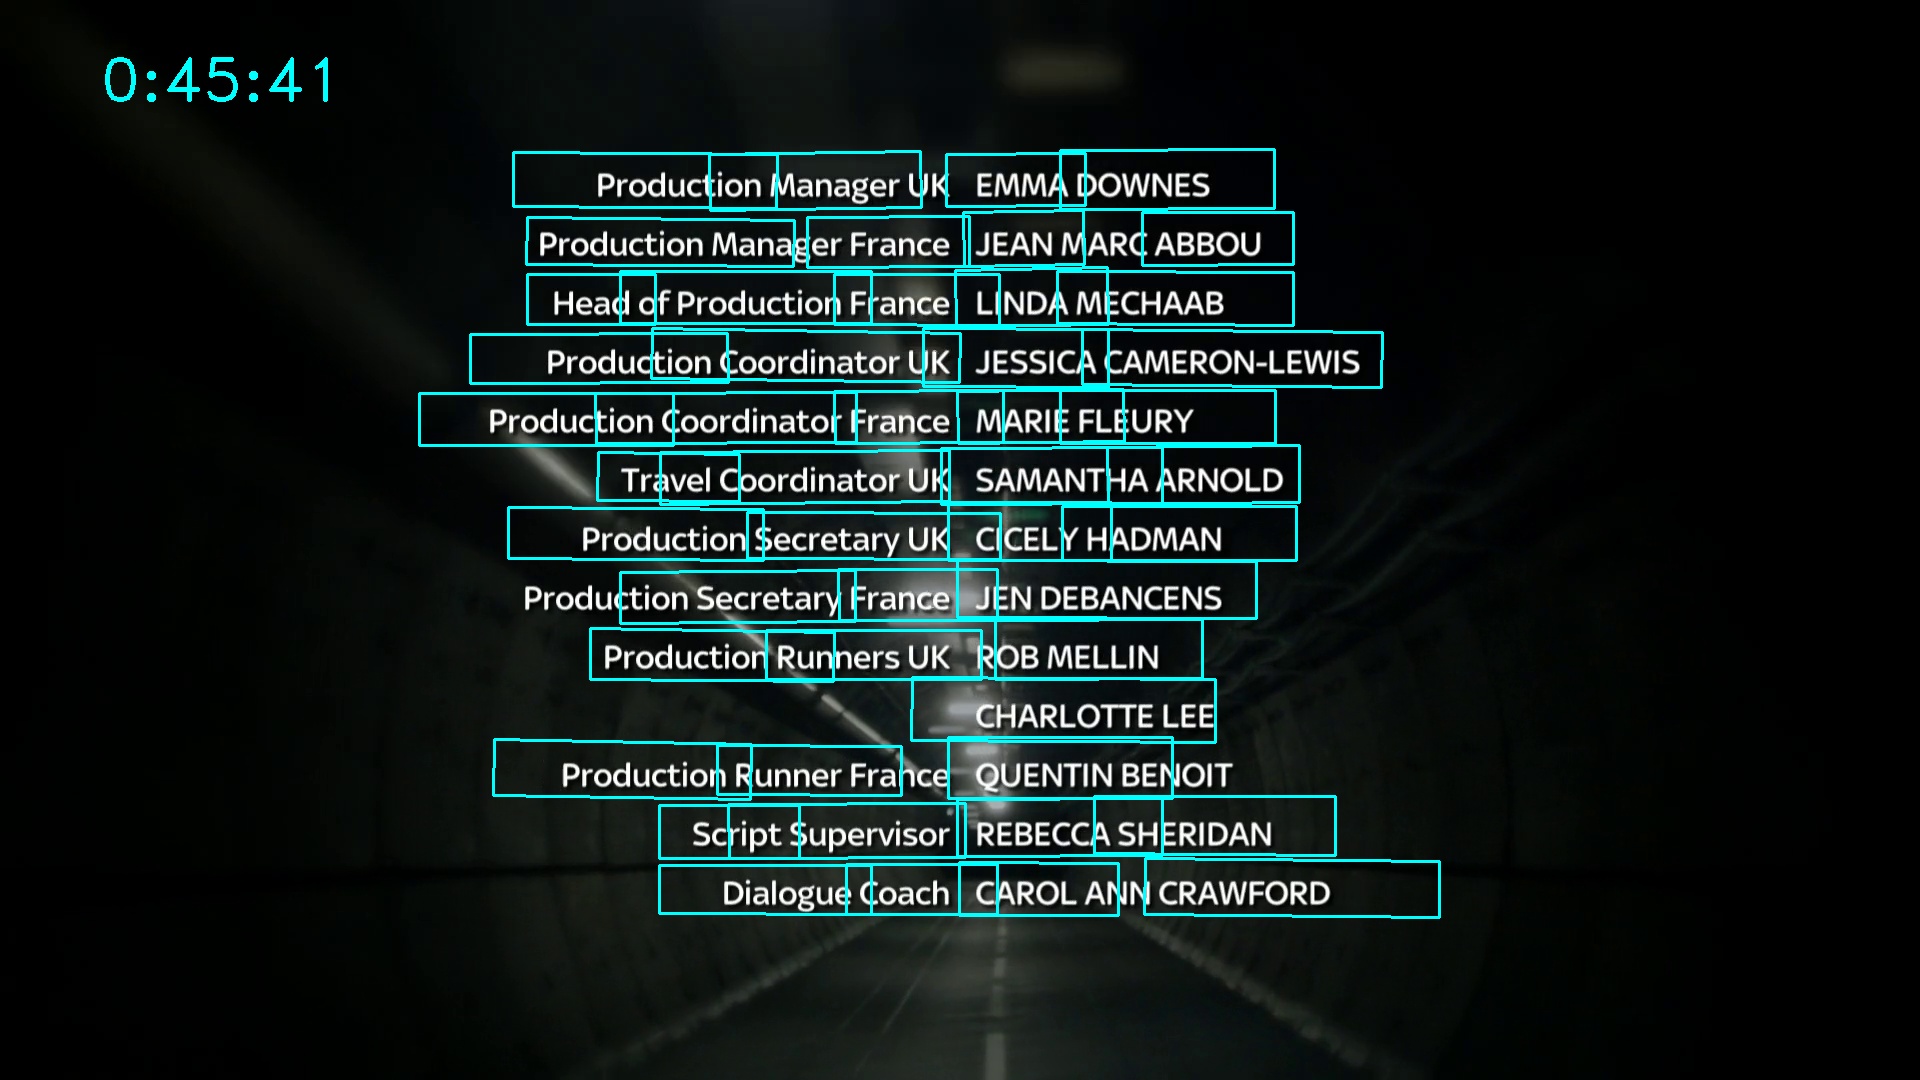 0:45:41
Production Manager UK EMMA DOWNES
Production Manager France JEAN MARC ABBOU
Head of Production France LINDA MECHAAB
Production Coordinator UK JESSICA CAMERON-LEWIS
Production Coordinator France MARIE FLEURY
Travel Coordinator UK SAMANTHA ARNOLD
Production Secretary UK CICELY HADMAN
Production Secretary France JEN DEBANCENS
Production Runners UK ROB MELLIN
CHARLOTTE LEE
Production Runner France QUENTIN BENOIT
Script Supervisor REBECCA SHERIDAN
Dialogue Coach CAROL ANN CRAWFORD